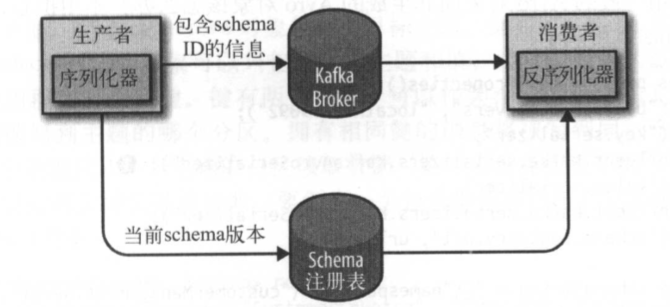 生产者
序列化器
包含schema
ID的信息
Kafka
Broker
消费者
反序列化器
当前schema版本
Schema
注册表